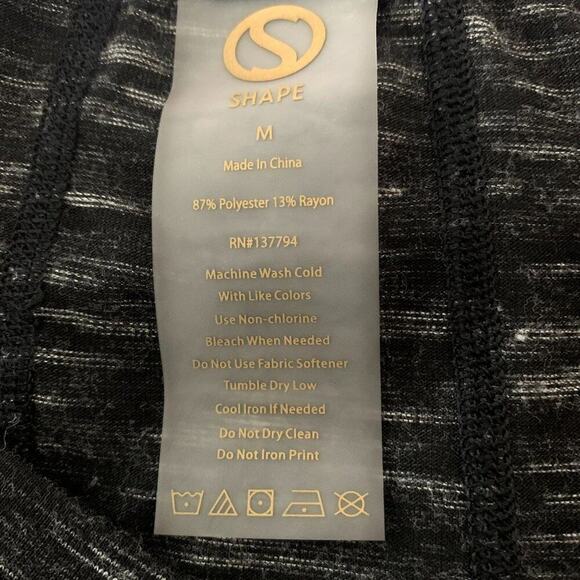 SHAPE
M
Made In China
87% Polyester 13% Rayon
RN#137794
Machine Wash Cold
With Like Colors
Use Non-chlorine
Bleach When Needed
Do Not Use Fabric Softener
Tumble Dry Low
Cool Iron If Needed
Do Not Dry Clean
Do Not Iron Print